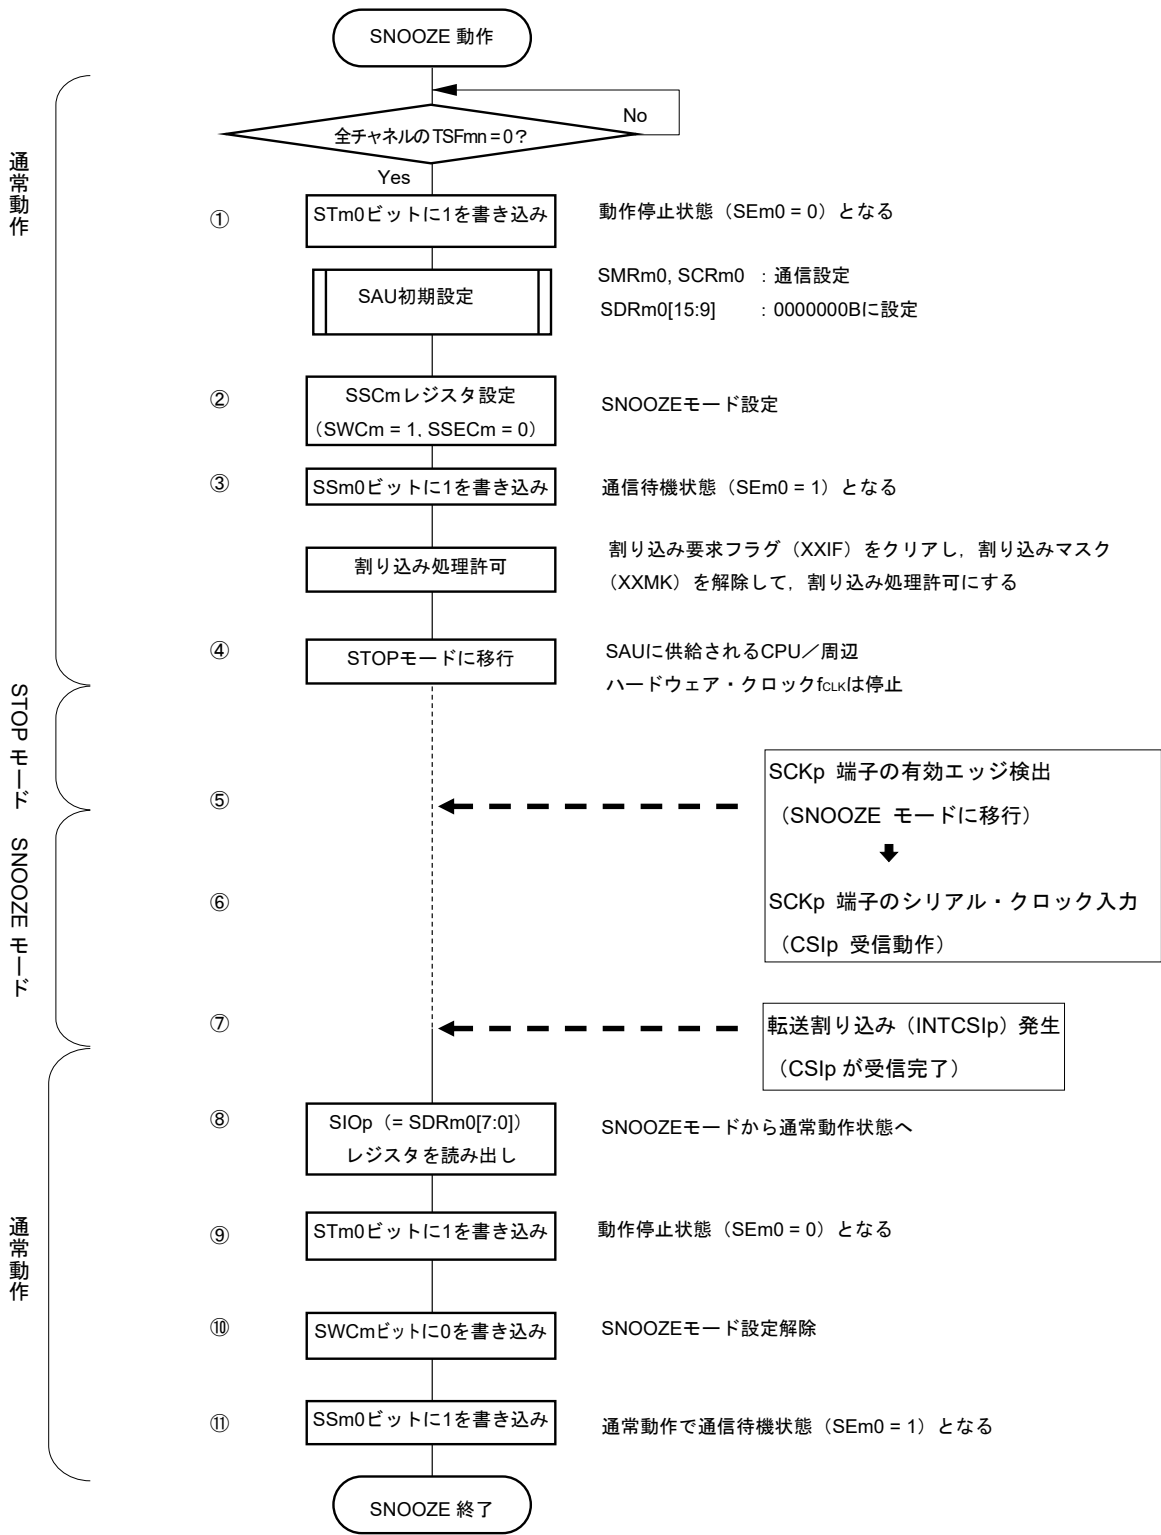 SNOOZE 動作
No
全チャネルの TSFmn = 0？
Yes
通常動作
① STm0ビットに1を書き込み 動作停止状態（SEm0 = 0）となる
SAU初期設定
SMRm0, SCRm0 ：通信設定
SDRm0[15:9] ：0000000Bに設定
② SSCmレジスタ設定
（SWCm = 1, SSECm = 0）
SNOOZEモード設定
③ SSm0ビットに1を書き込み 通信待機状態（SEm0 = 1）となる
割り込み処理許可
割り込み要求フラグ（XXIF）をクリアし，割り込みマスク
（XXMK）を解除して，割り込み処理許可にする
④ STOPモードに移行
SAUに供給されるCPU／周辺
ハードウェア・クロックfCLKは停止
STOP モード
⑤
SCKp 端子の有効エッジ検出
（SNOOZE モードに移行）
SNOOZE モード
⑥
SCKp 端子のシリアル・クロック入力
（CSIp 受信動作）
⑦
転送割り込み（INTCSIp）発生
（CSIp が受信完了）
⑧ SIOp（= SDRm0[7:0]）
レジスタを読み出し
SNOOZEモードから通常動作状態へ
通常動作
⑨ STm0ビットに1を書き込み 動作停止状態（SEm0 = 0）となる
⑩ SWCmビットに0を書き込み SNOOZEモード設定解除
⑪ SSm0ビットに1を書き込み 通常動作で通信待機状態（SEm0 = 1）となる
SNOOZE 終了